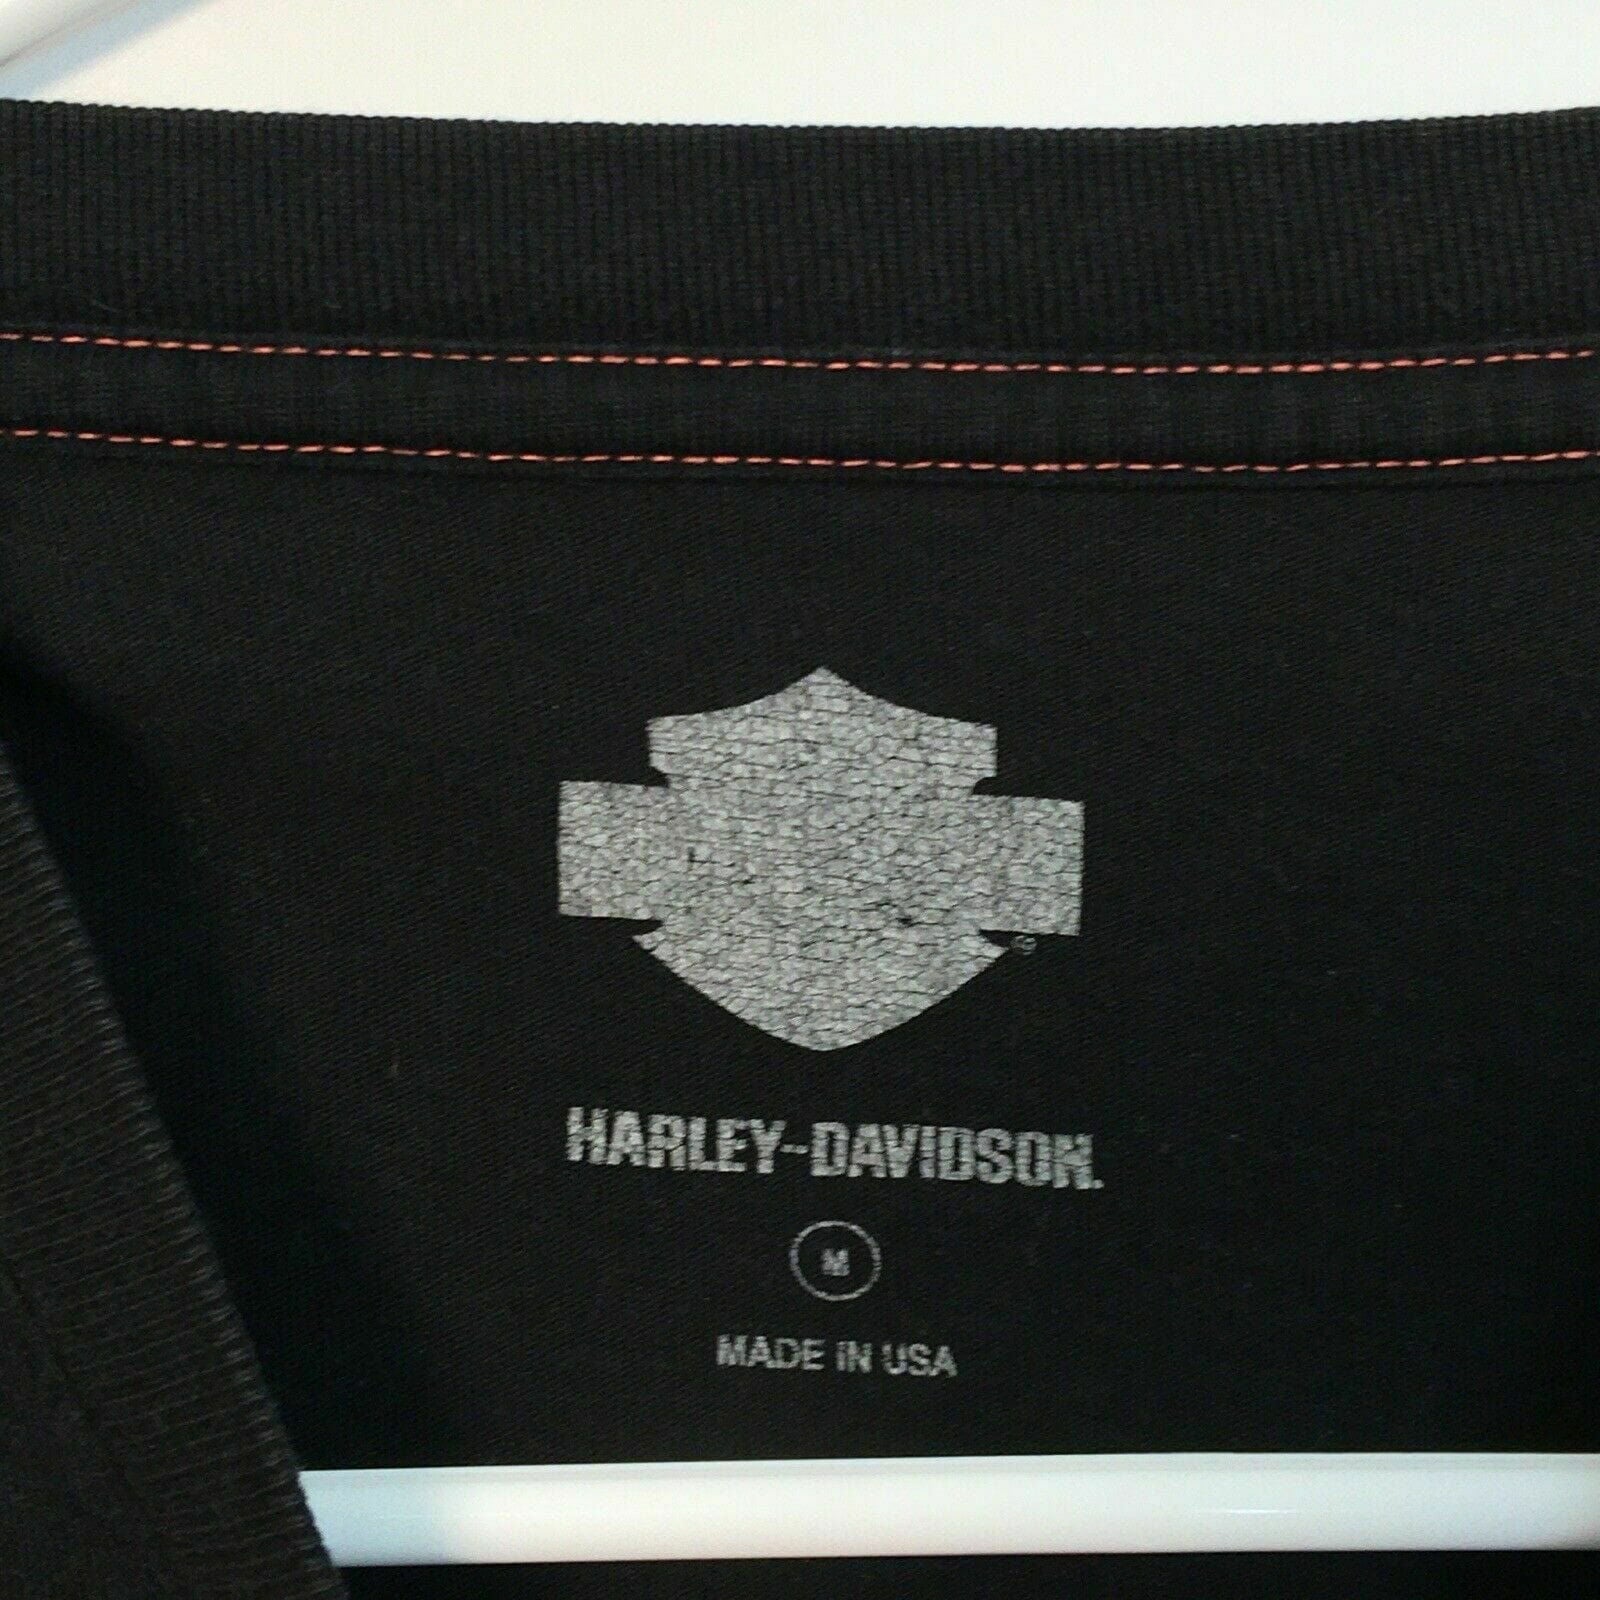 ®
HARLEY-DAVIDSON.
M
MADE IN USA